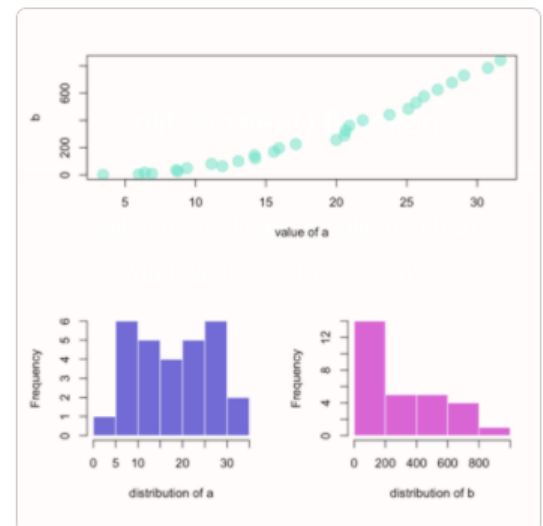 b
600
200
0
5 10 15 20 25 30
value of a
Frequency
0 1 2 3 4 5 6
0 5 10 20 30
distribution of a
Frequency
0 4 12
0 200 400 600 800
distribution of b